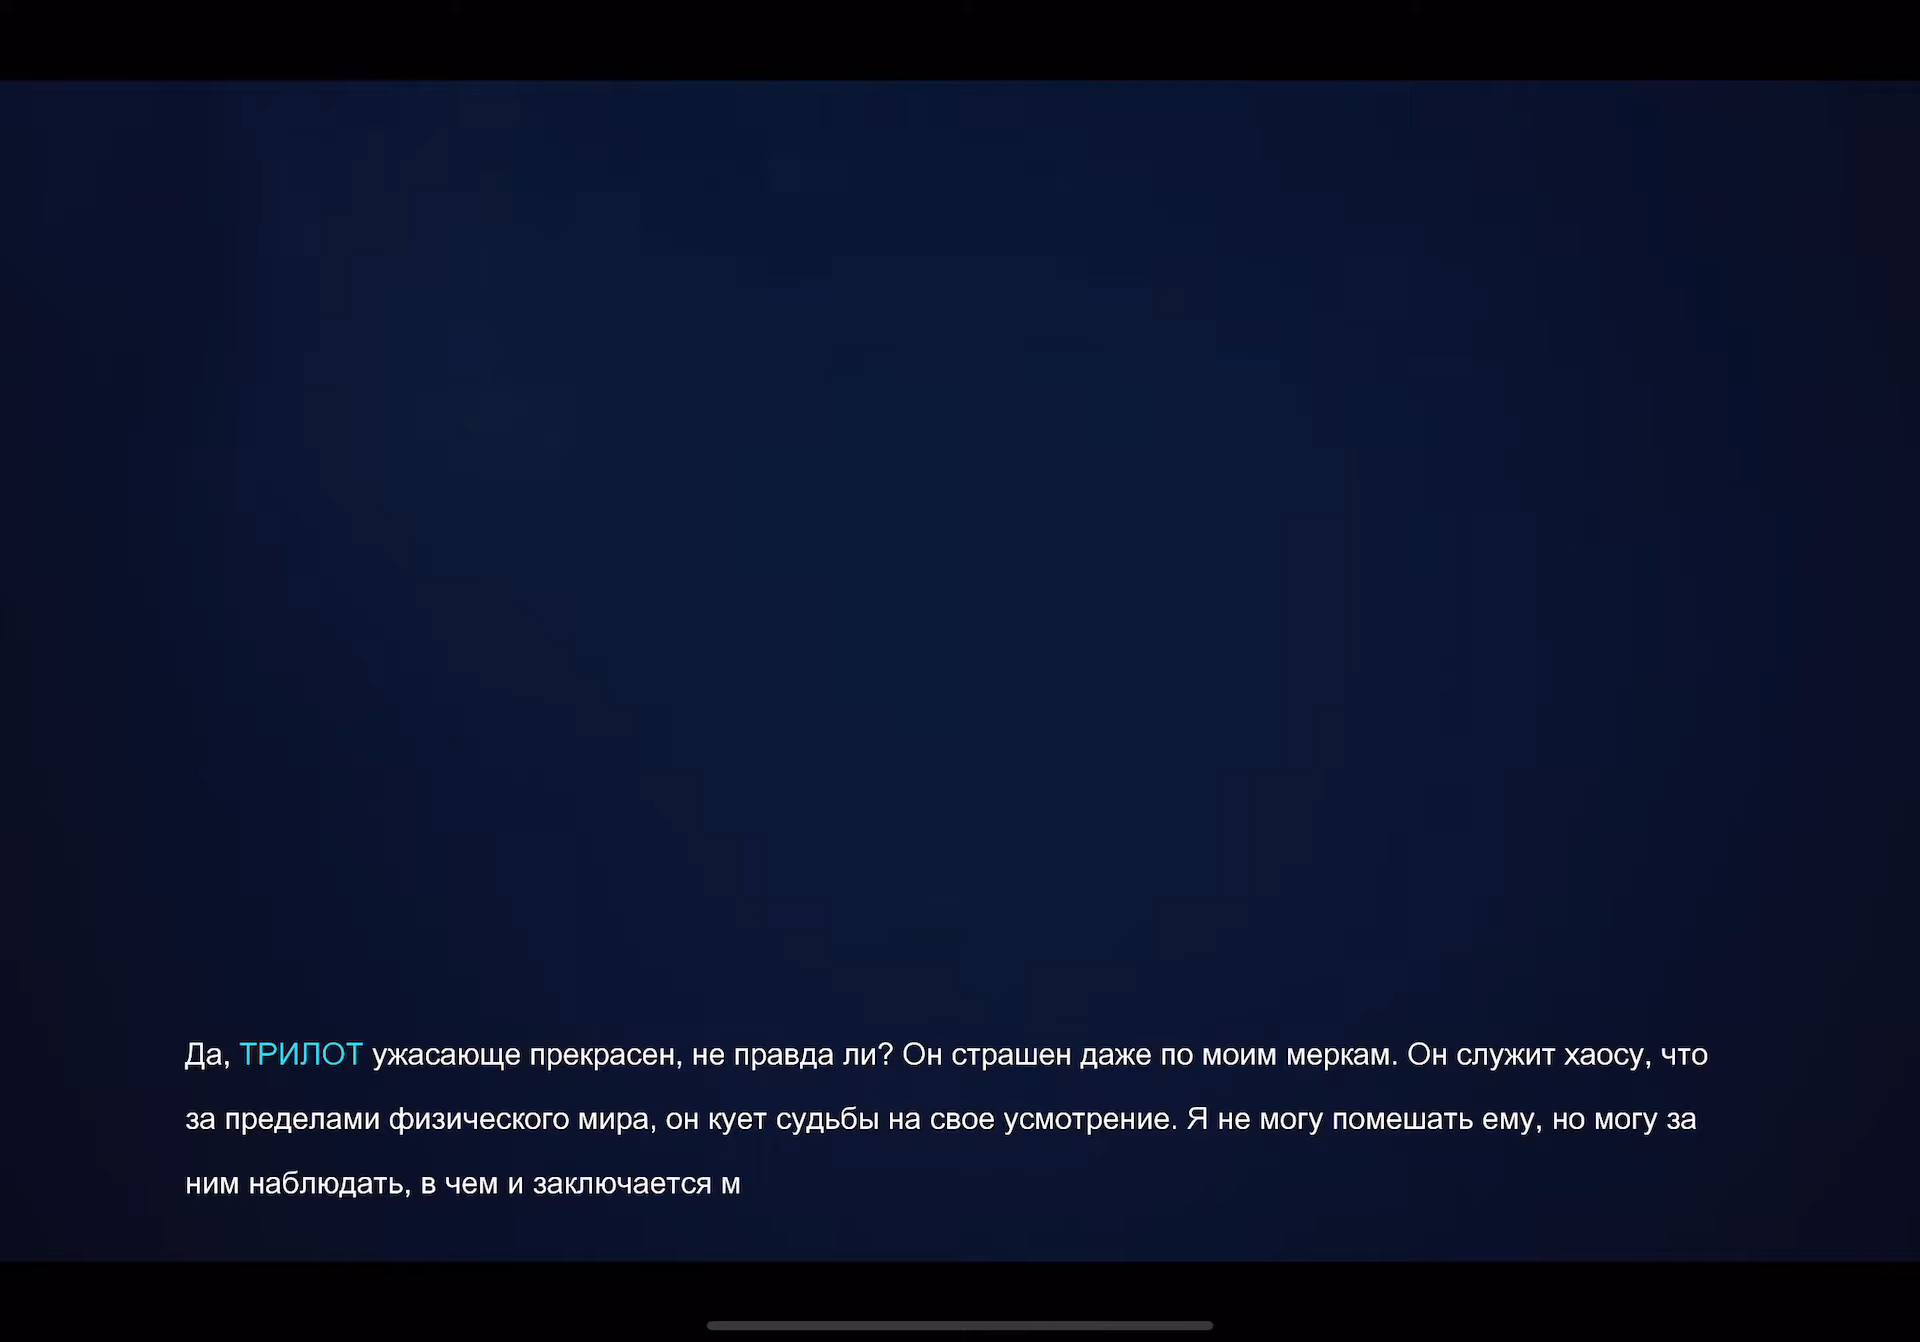 Да, ТРИЛОТ ужасающе прекрасен, не правда ли? Он страшен даже по моим меркам. Он служит хаосу, что
за пределами физического мира, он кует судьбы на свое усмотрение. Я не могу помешать ему, но могу за
ним наблюдать, в чем и заключается м